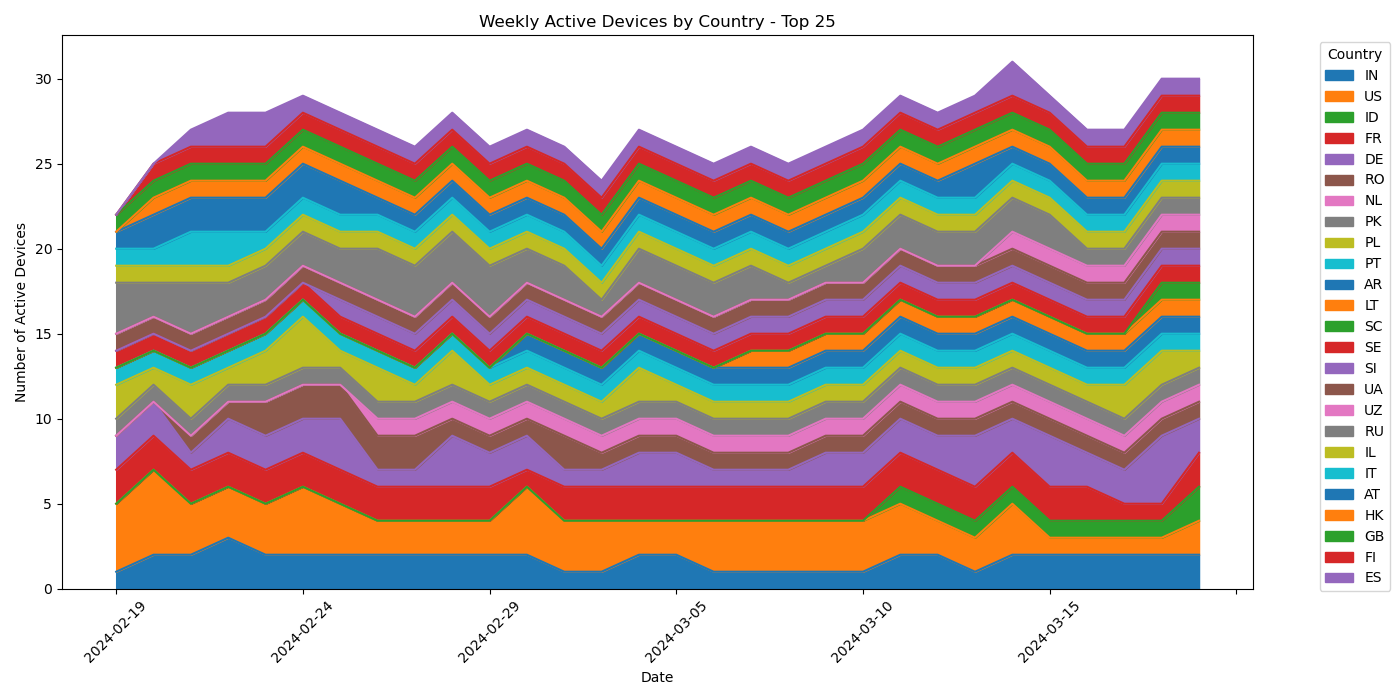 Weekly Active Devices by Country - Top 25
Number of Active Devices
30
25
20
15
10
5
0
2024-02-19
2024-02-24
2024-02-29
2024-03-05
2024-03-10
2024-03-15
Date
Country
IN
US
ID
FR
DE
RO
NL
PK
PL
PT
AR
LT
SC
SE
SI
UA
UZ
RU
IL
IT
AT
HK
GB
FI
ES